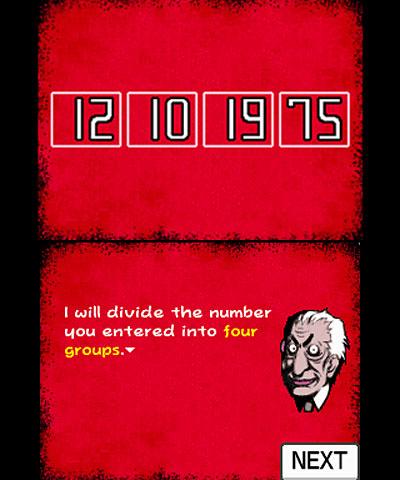 12 10 19 75
I will divide the number
you entered into four
groups.
NEXT